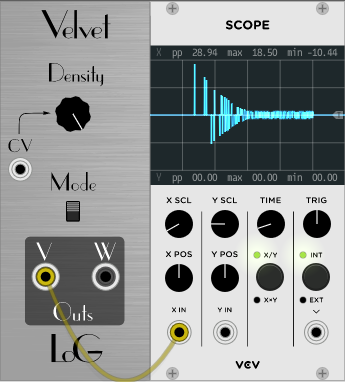 Velvet
Density
CV
Mode
V W
Outs
LoG
SCOPE
X pp 28.94 max 18.50 min -10.44
Y pp 00.00 max 00.00 min 00.00
X SCL Y SCL TIME TRIG
X POS Y POS X/Y INT
X×Y EXT
X IN Y IN
VCV